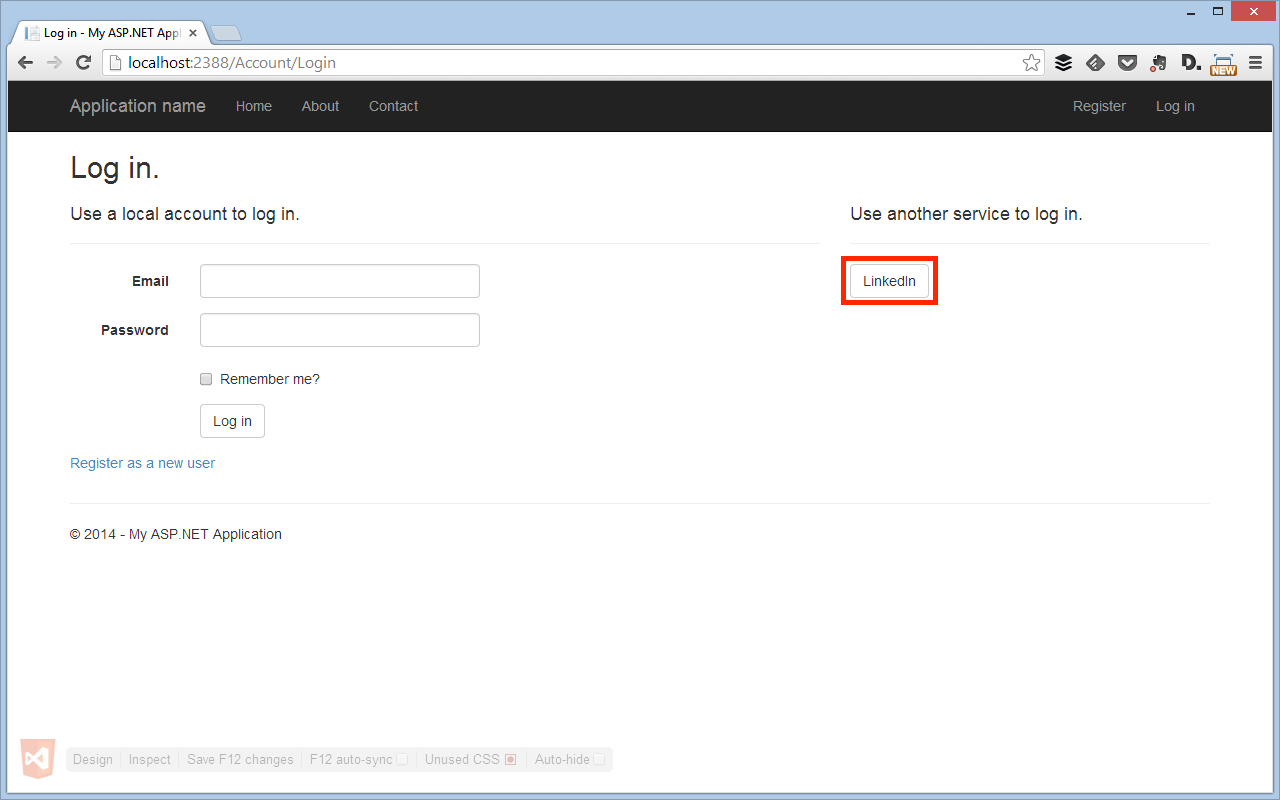 Log in - My ASP.NET Appl
localhost:2388/Account/Login
NEW
Application name Home About Contact Register Log in
Log in.
Use a local account to log in.
Use another service to log in.
Email
LinkedIn
Password
Remember me?
Log in
Register as a new user
© 2014 - My ASP.NET Application
Design Inspect Save F12 changes F12 auto-sync Unused CSS Auto-hide